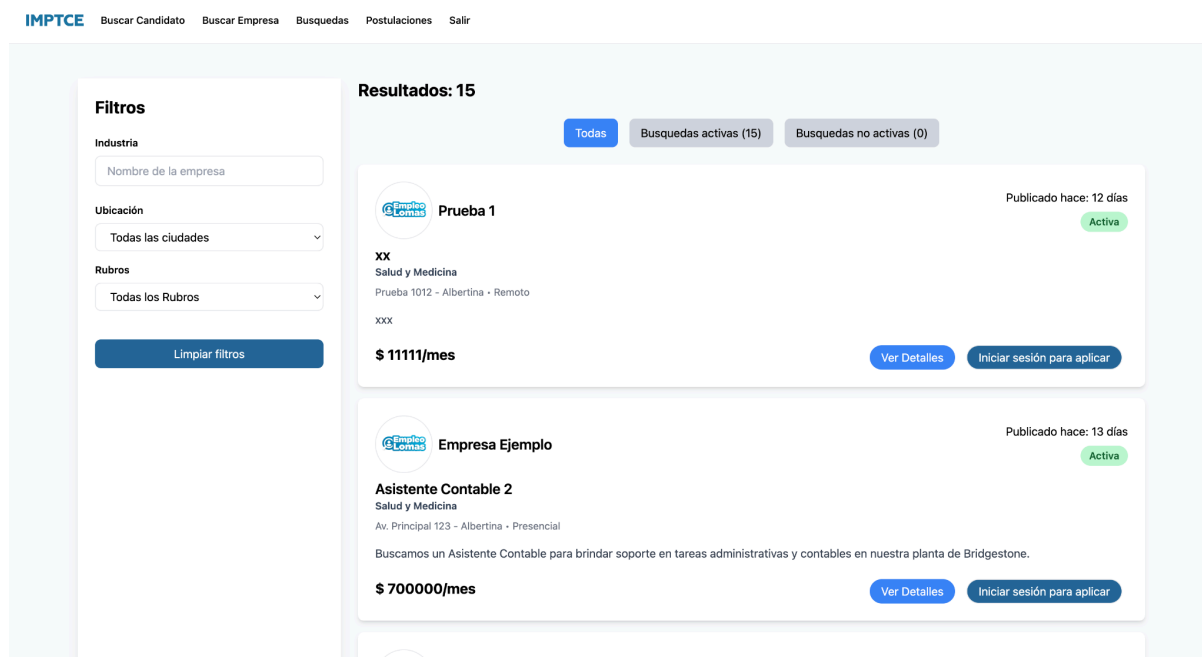 IMPTCE Buscar Candidato Buscar Empresa Busquedas Postulaciones Salir
Filtros
Industria
Nombre de la empresa
Ubicación
Todas las ciudades
Rubros
Todas los Rubros
Limpiar filtros
Resultados: 15
Todas Busquedas activas (15) Busquedas no activas (0)
Empleo
Lomas
Prueba 1
Publicado hace: 12 días
Activa
xx
Salud y Medicina
Prueba 1012 - Albertina • Remoto
xxx
$ 11111/mes
Ver Detalles Iniciar sesión para aplicar
Empleo
Lomas
Empresa Ejemplo
Publicado hace: 13 días
Activa
Asistente Contable 2
Salud y Medicina
Av. Principal 123 - Albertina • Presencial
Buscamos un Asistente Contable para brindar soporte en tareas administrativas y contables en nuestra planta de Bridgestone.
$ 700000/mes
Ver Detalles Iniciar sesión para aplicar